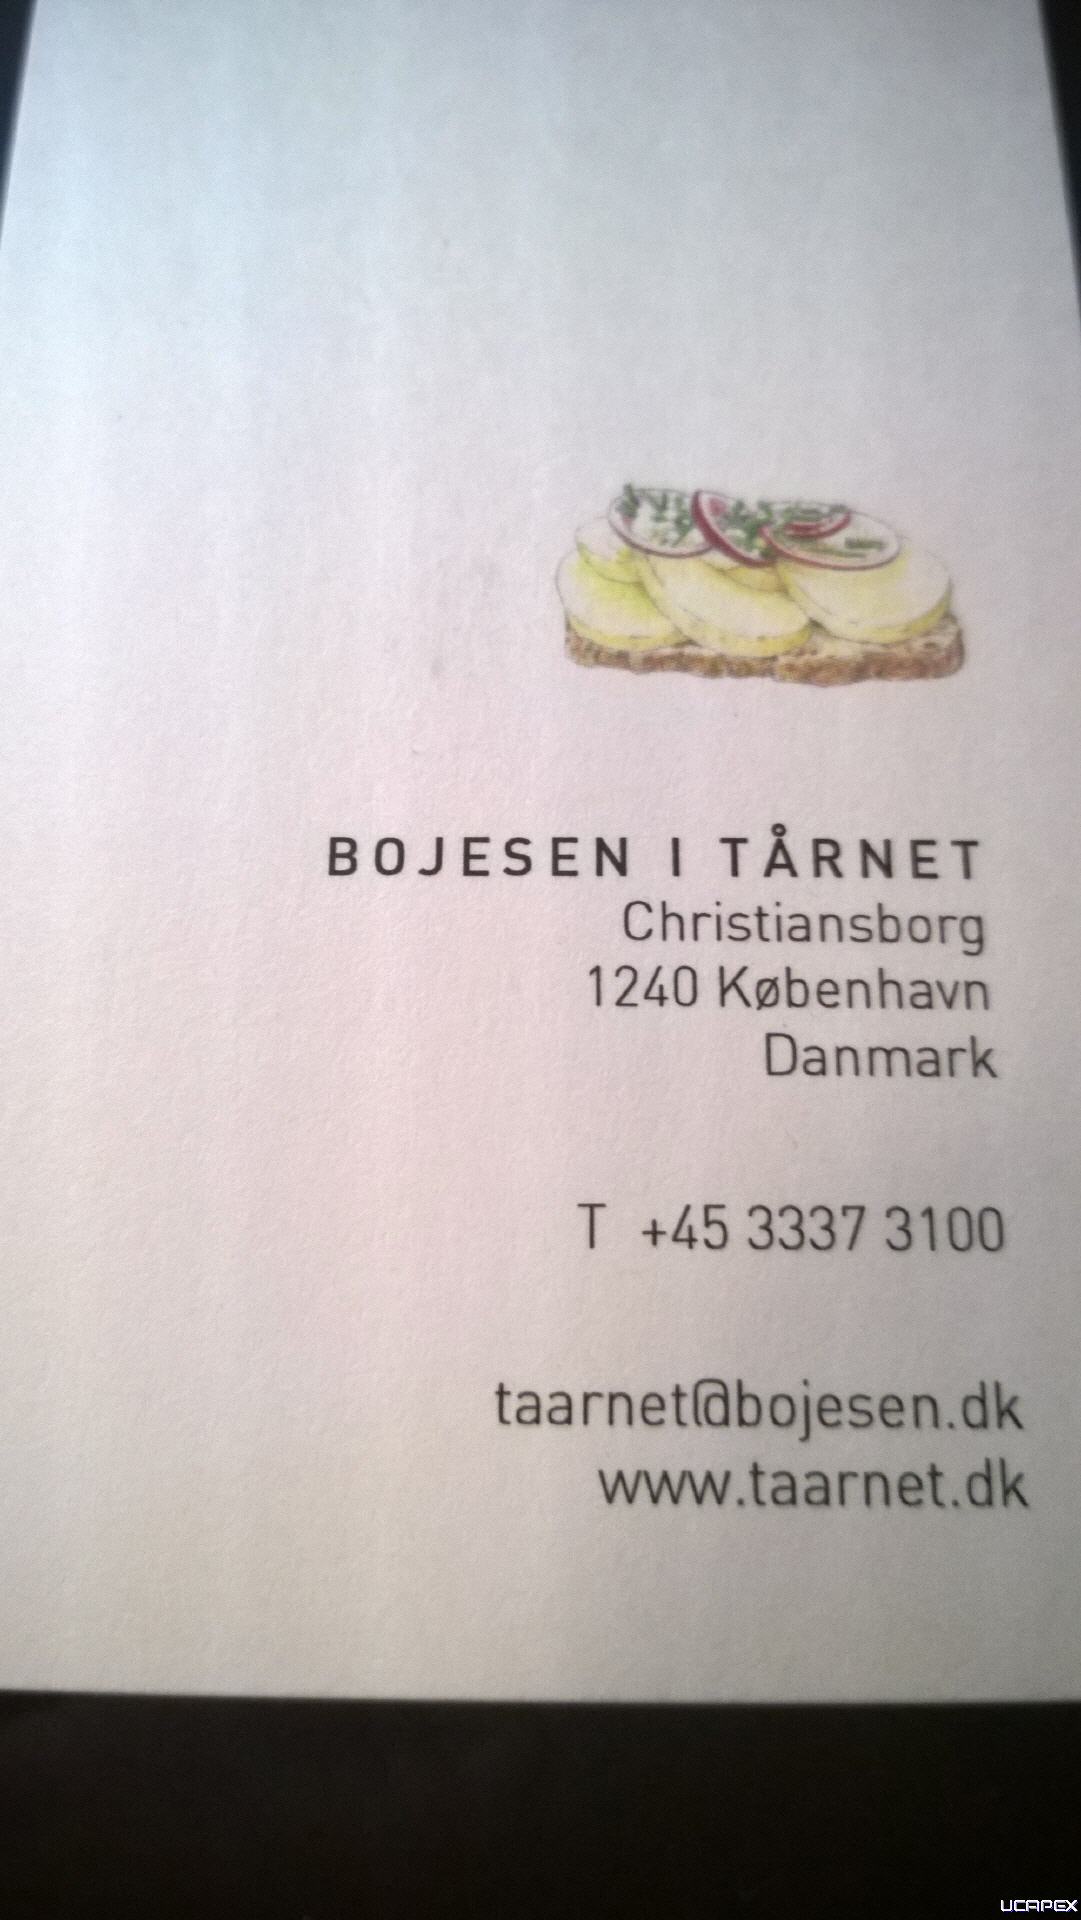 BOJESEN I TÅRNET
Christiansborg
1240 København
Danmark
T +45 3337 3100
taarnet@bojesen.dk
www.taarnet.dk
UCAPEX